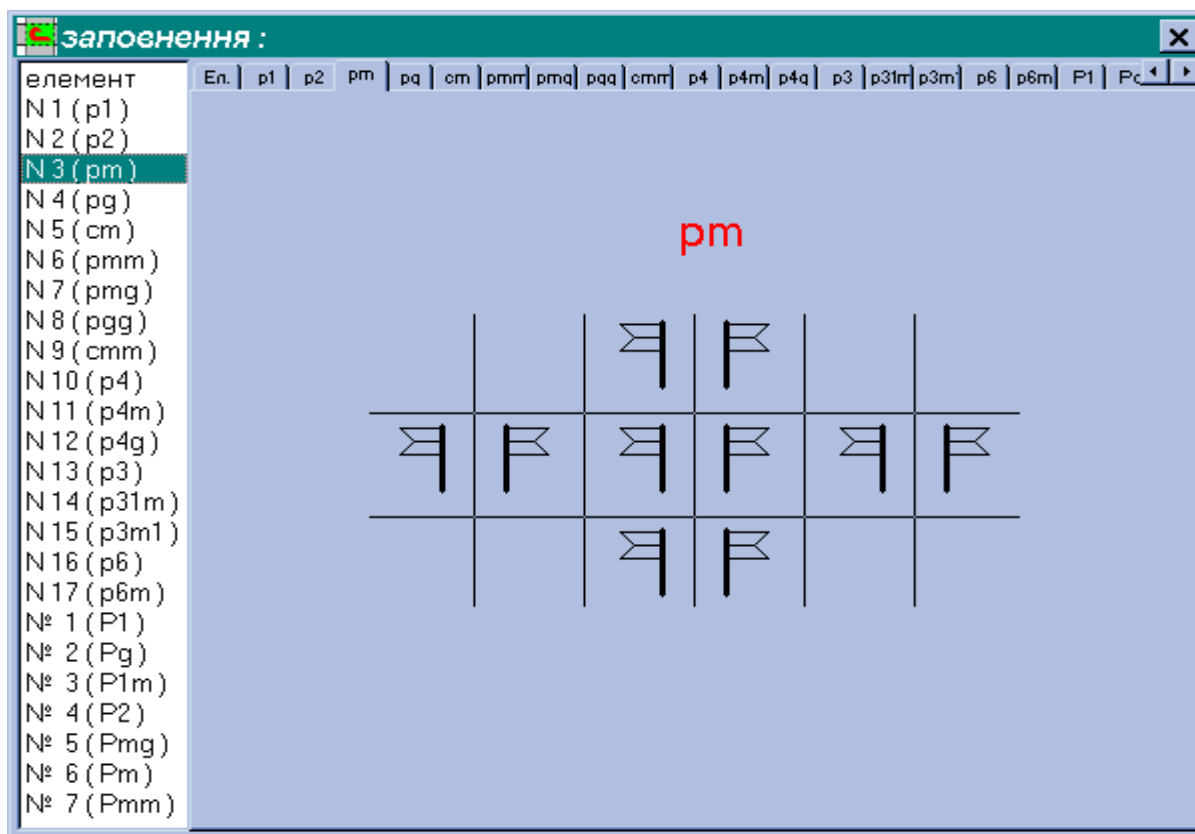 заповнення :
елемент
N 1 ( p1 )
N 2 ( p2 )
N 3 ( pm )
N 4 ( pg )
N 5 ( cm )
N 6 ( pmm )
N 7 ( pmg )
N 8 ( pgg )
N 9 ( cmm )
N 10 ( p4 )
N 11 ( p4m )
N 12 ( p4g )
N 13 ( p3 )
N 14 ( p31m )
N 15 ( p3m1 )
N 16 ( p6 )
N 17 ( p6m )
№ 1 ( P1 )
№ 2 ( Pg )
№ 3 ( P1m )
№ 4 ( P2 )
№ 5 ( Pmg )
№ 6 ( Pm )
№ 7 ( Pmm )
Ел. p1 p2 pm pg cm pmm pmg pgg cmm p4 p4m p4g p3 p31m p3m1 p6 p6m P1
pm